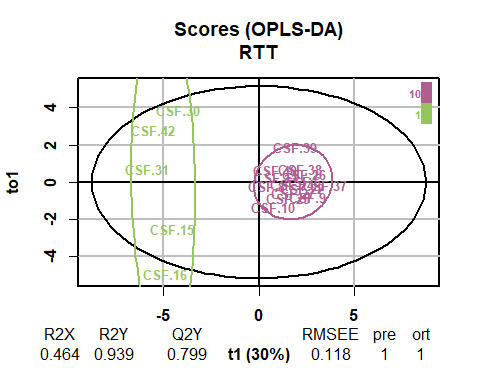 Scores (OPLS-DA)
RTT
10
1
to1
4
2
0
-2
-4
CSF.30
CSF.42
CSF.39
CSF.31
CSF.38
CSF.10
CSF.15
CSF.16
-5 0 5
R2X R2Y Q2Y RMSEE pre ort
0.464 0.939 0.799 t1 (30%) 0.118 1 1